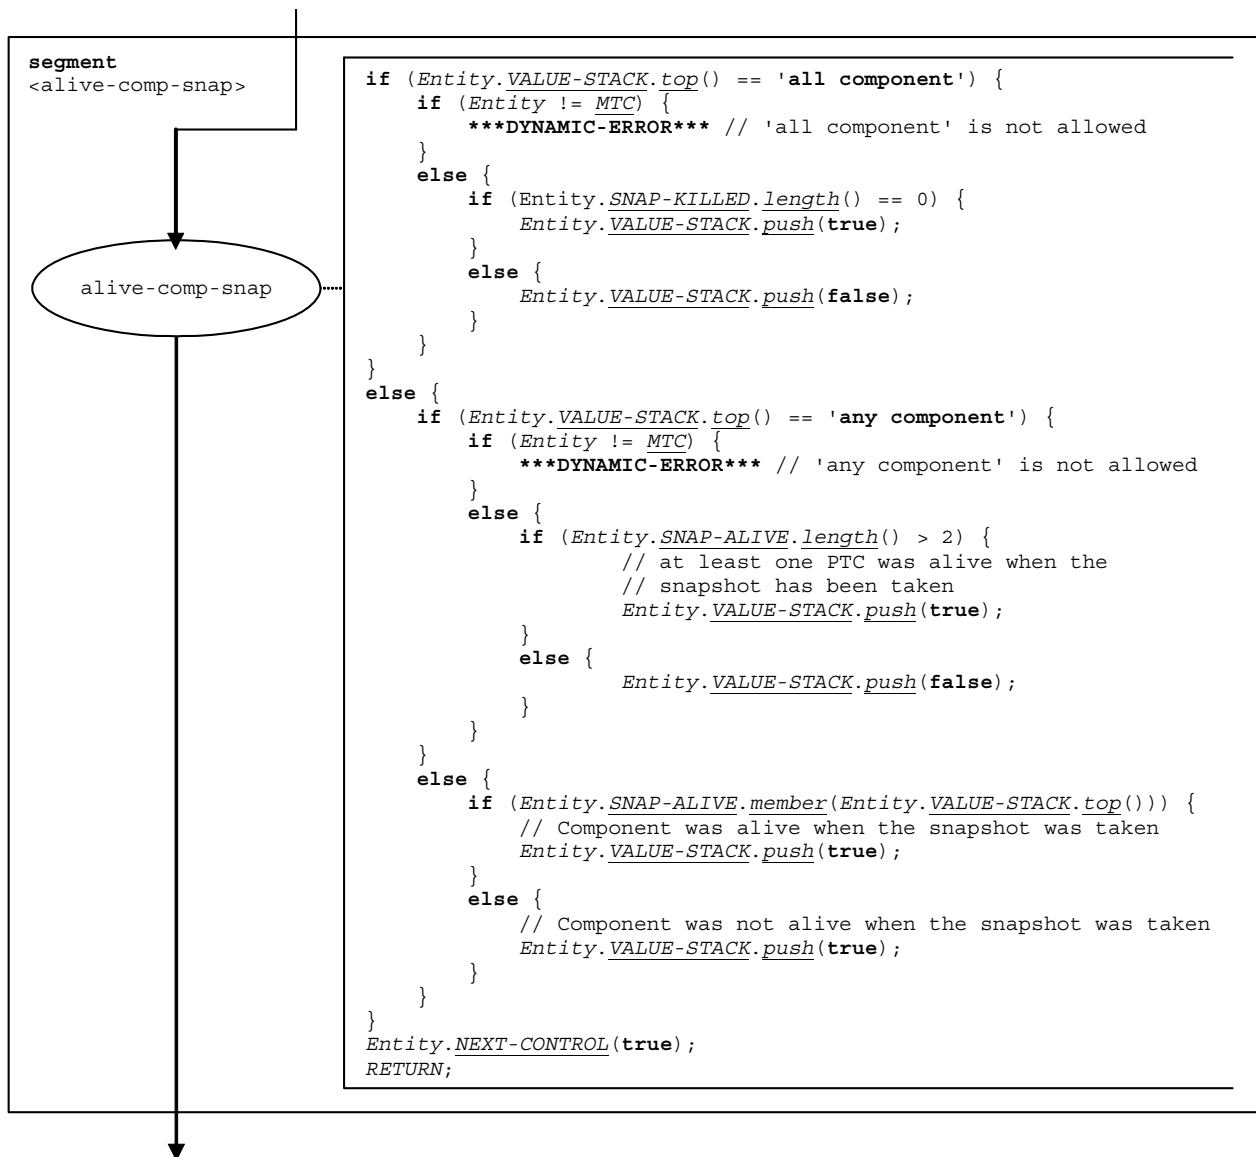 segment
<alive-comp-snap>
alive-comp-snap
if (Entity.VALUE-STACK.top() == 'all component') {
    if (Entity != MTC) {
        ***DYNAMIC-ERROR*** // 'all component' is not allowed
    }
    else {
        if (Entity.SNAP-KILLED.length() == 0) {
            Entity.VALUE-STACK.push(true);
        }
        else {
            Entity.VALUE-STACK.push(false);
        }
    }
}
else {
    if (Entity.VALUE-STACK.top() == 'any component') {
        if (Entity != MTC) {
            ***DYNAMIC-ERROR*** // 'any component' is not allowed
        }
        else {
            if (Entity.SNAP-ALIVE.length() > 2) {
                    // at least one PTC was alive when the
                    // snapshot has been taken
                    Entity.VALUE-STACK.push(true);
            }
            else {
                    Entity.VALUE-STACK.push(false);
            }
        }
    }
    else {
        if (Entity.SNAP-ALIVE.member(Entity.VALUE-STACK.top())) {
            // Component was alive when the snapshot was taken
            Entity.VALUE-STACK.push(true);
        }
        else {
            // Component was not alive when the snapshot was taken
            Entity.VALUE-STACK.push(true);
        }
    }
}
Entity.NEXT-CONTROL(true);
RETURN;